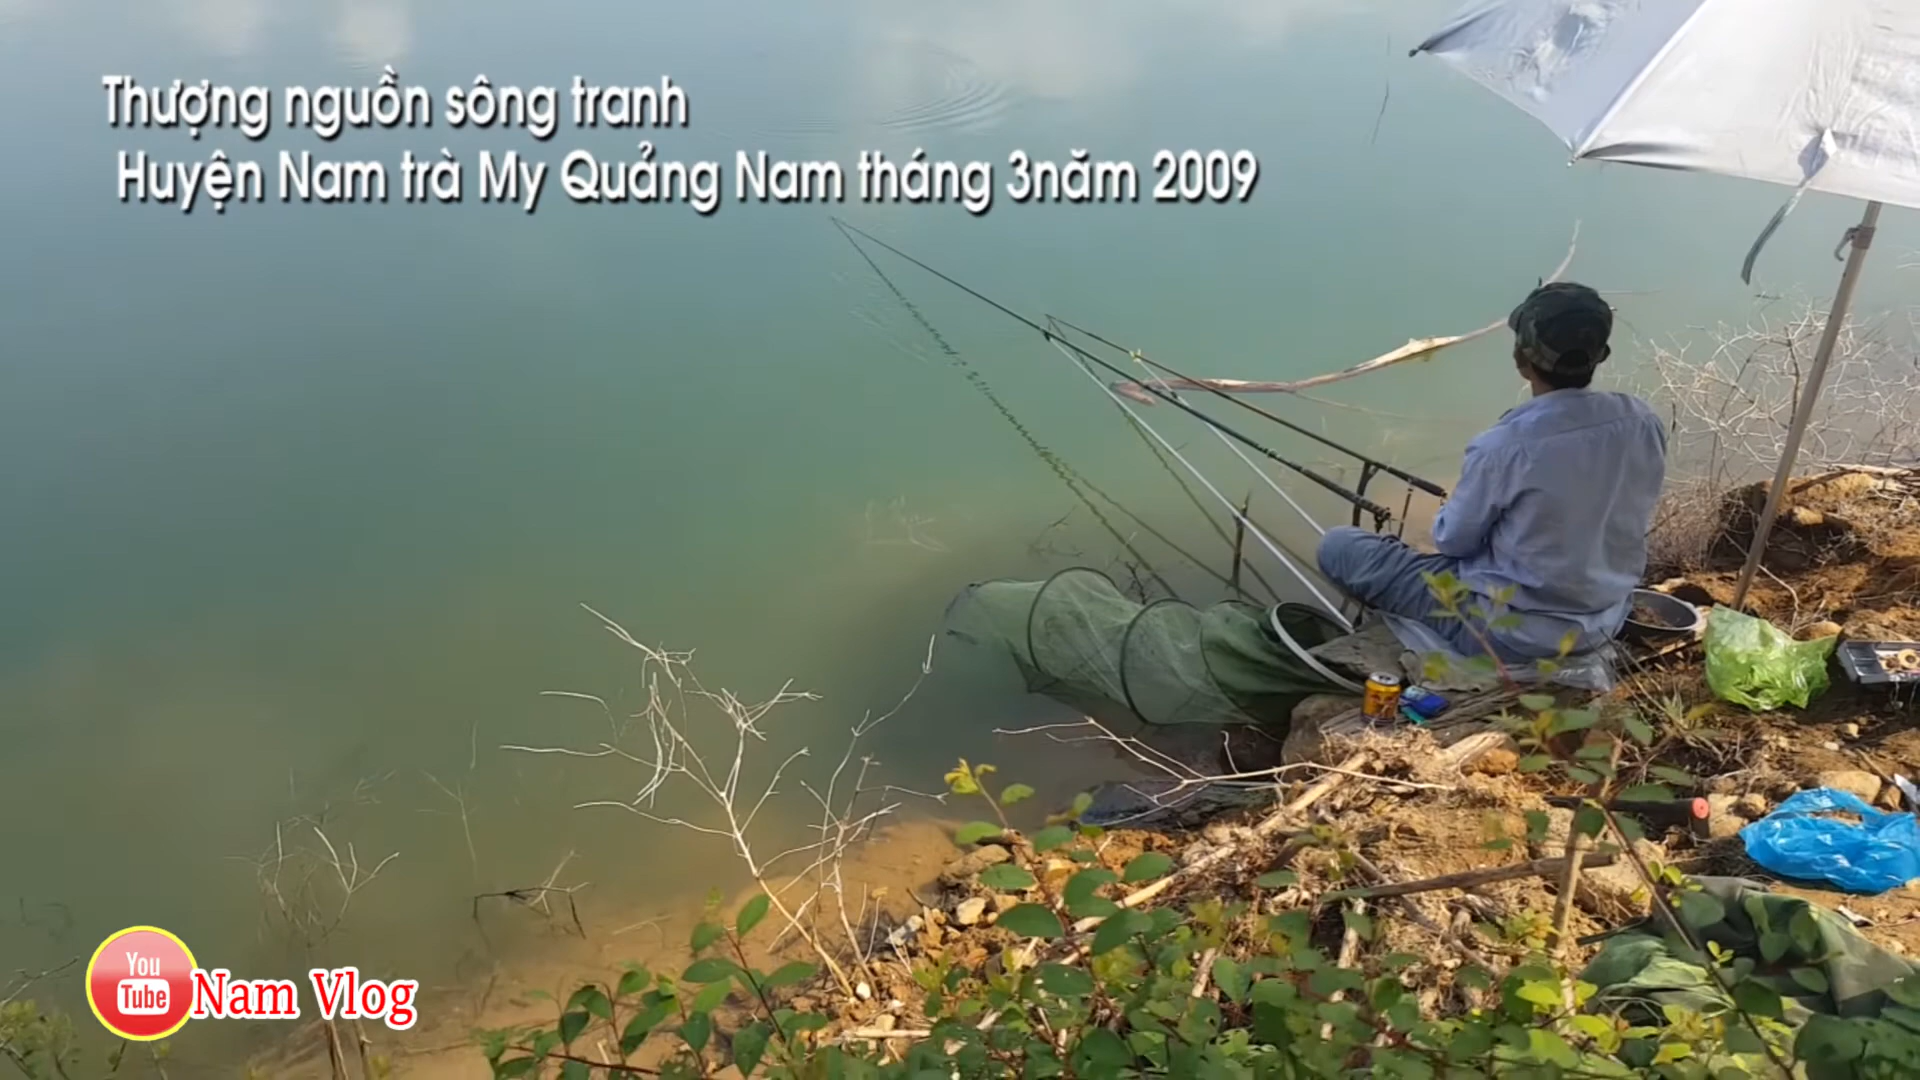 Thượng nguồn sông tranh
Huyện Nam trà My Quảng Nam tháng 3năm 2009
You
Tube
Nam Vlog